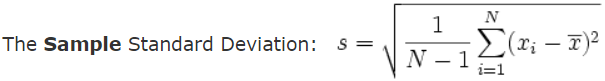 The Sample Standard Deviation: s = √(1/(N − 1) ∑_{i=1}^{N} (x_i − x̄)²)